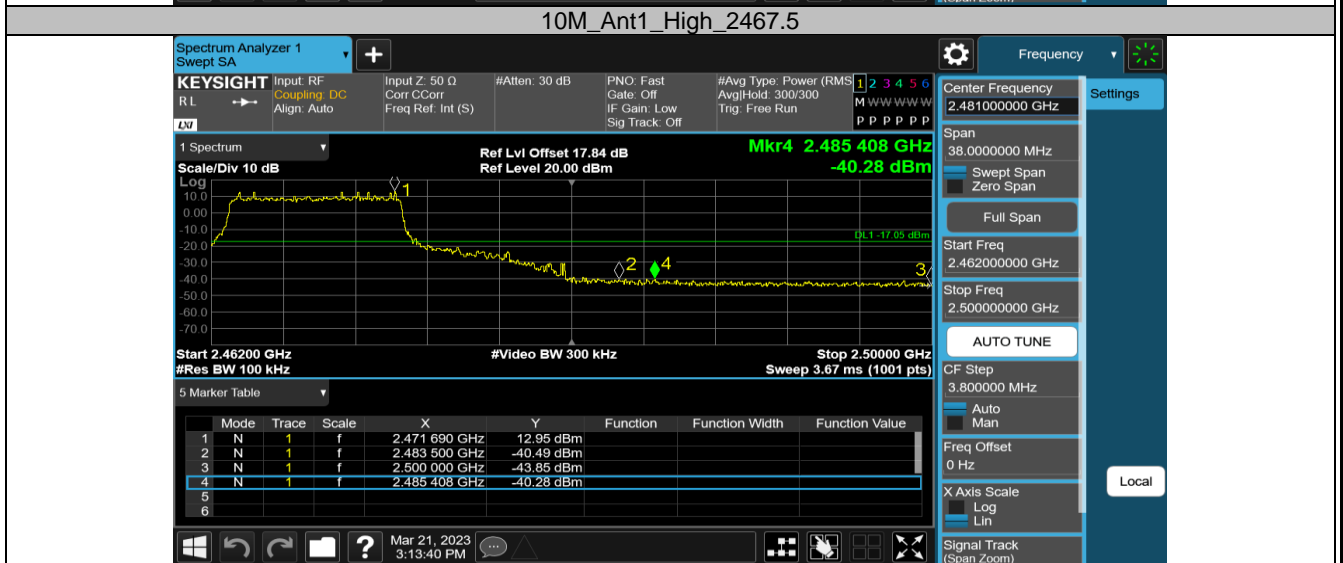 (Span Zoom)
10M_Ant1_High_2467.5
Spectrum Analyzer 1
Swept SA
+
Frequency
KEYSIGHT
R L
LXI
Input: RF
Coupling: DC
Align: Auto
Input Z: 50 Ω
Corr CCorr
Freq Ref: Int (S)
#Atten: 30 dB
PNO: Fast
Gate: Off
IF Gain: Low
Sig Track: Off
#Avg Type: Power (RMS
Avg|Hold: 300/300
Trig: Free Run
1 2 3 4 5 6
M W W W W W
P P P P P P
1 Spectrum
Scale/Div 10 dB
Ref Lvl Offset 17.84 dB
Ref Level 20.00 dBm
Mkr4 2.485 408 GHz
-40.28 dBm
Log
10.0
0.00
-10.0
-20.0
-30.0
-40.0
-50.0
-60.0
-70.0
1
2
4
3
DL1 -17.05 dBm
Start 2.46200 GHz
#Video BW 300 kHz
Stop 2.50000 GHz
#Res BW 100 kHz
Sweep 3.67 ms (1001 pts)
5 Marker Table
Mode Trace Scale X Y Function Function Width Function Value
1 N 1 f 2.471 690 GHz 12.95 dBm
2 N 1 f 2.483 500 GHz -40.49 dBm
3 N 1 f 2.500 000 GHz -43.85 dBm
4 N 1 f 2.485 408 GHz -40.28 dBm
5
6
?
Mar 21, 2023
3:13:40 PM
Center Frequency
2.481000000 GHz
Span
38.0000000 MHz
Swept Span
Zero Span
Full Span
Start Freq
2.462000000 GHz
Stop Freq
2.500000000 GHz
AUTO TUNE
CF Step
3.800000 MHz
Auto
Man
Freq Offset
0 Hz
X Axis Scale
Log
Lin
Signal Track
(Span Zoom)
Settings
Local